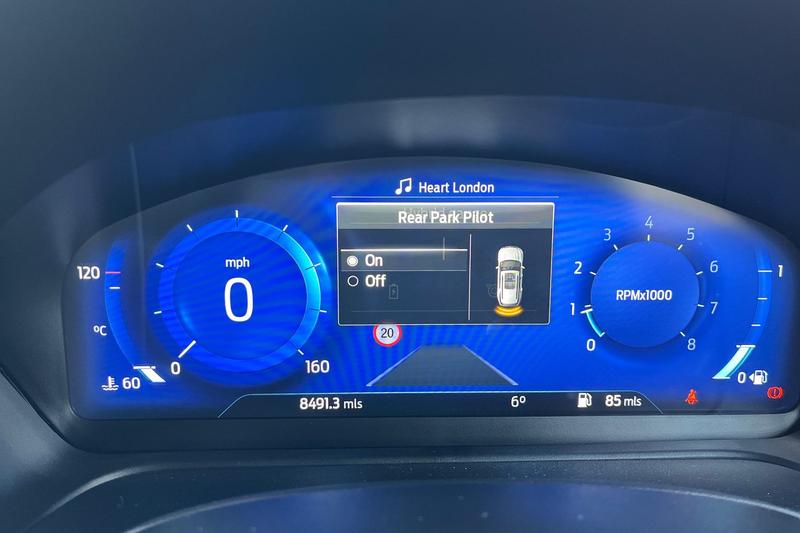 Heart London
Rear Park Pilot
On
Off
mph
0
0
160
120
ºC
60
20
RPMx1000
0
1
2
3
4
5
6
7
8
1
0
8491.3 mls
6º
85 mls